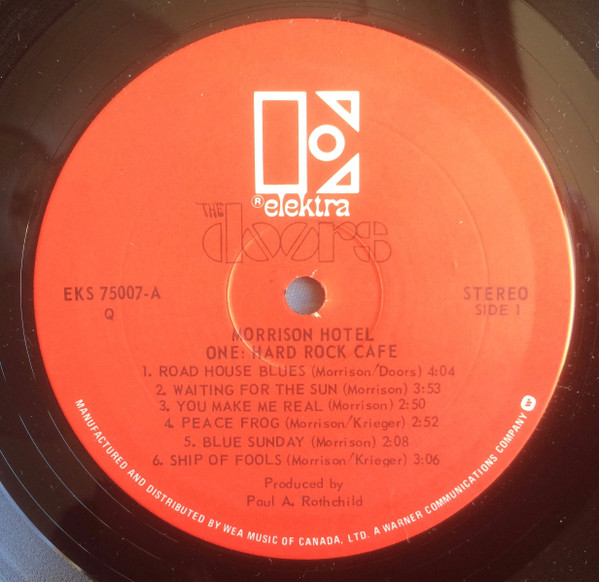 ® elektra
THE doors
EKS 75007-A
Q
STEREO
SIDE 1
MORRISON HOTEL
ONE: HARD ROCK CAFE
1. ROAD HOUSE BLUES (Morrison/Doors) 4:04
2. WAITING FOR THE SUN (Morrison) 3:53
3. YOU MAKE ME REAL (Morrison) 2:50
4. PEACE FROG (Morrison/Krieger) 2:52
5. BLUE SUNDAY (Morrison) 2:08
6. SHIP OF FOOLS (Morrison/Krieger) 3:06
Produced by
Paul A. Rothchild
MANUFACTURED AND DISTRIBUTED BY WEA MUSIC OF CANADA, LTD. A WARNER COMMUNICATIONS COMPANY